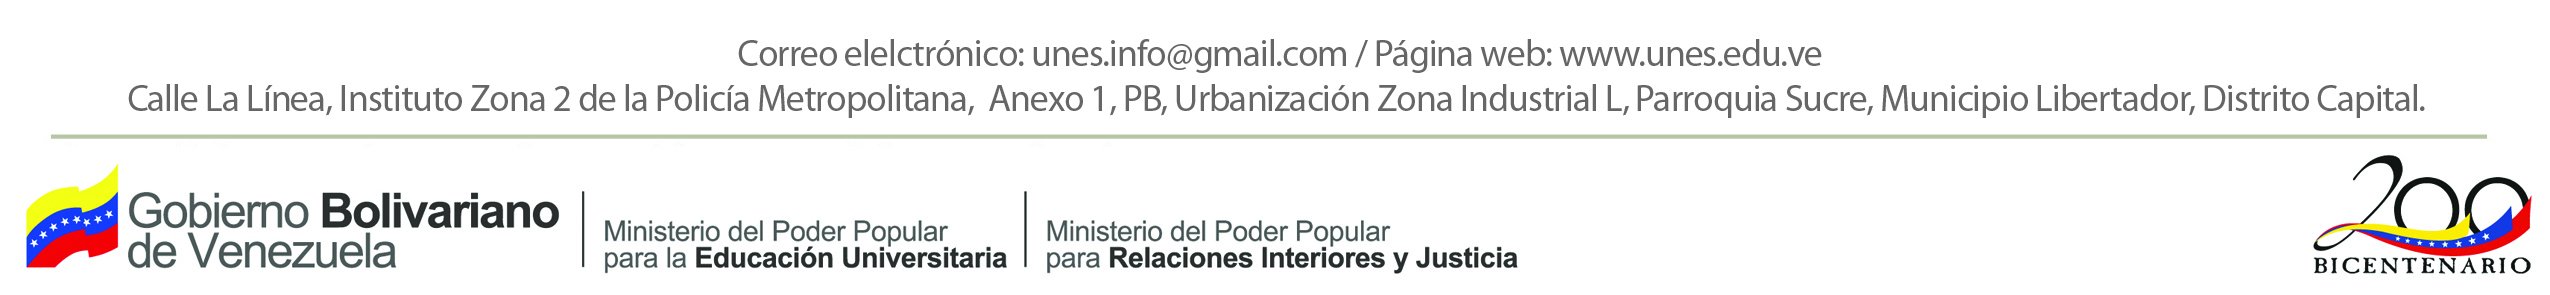 Correo elelctrónico: unes.info@gmail.com / Página web: www.unes.edu.ve
Calle La Línea, Instituto Zona 2 de la Policía Metropolitana, Anexo 1, PB, Urbanización Zona Industrial L, Parroquia Sucre, Municipio Libertador, Distrito Capital.
Gobierno Bolivariano
de Venezuela
Ministerio del Poder Popular
para la Educación Universitaria
Ministerio del Poder Popular
para Relaciones Interiores y Justicia
200
BICENTENARIO